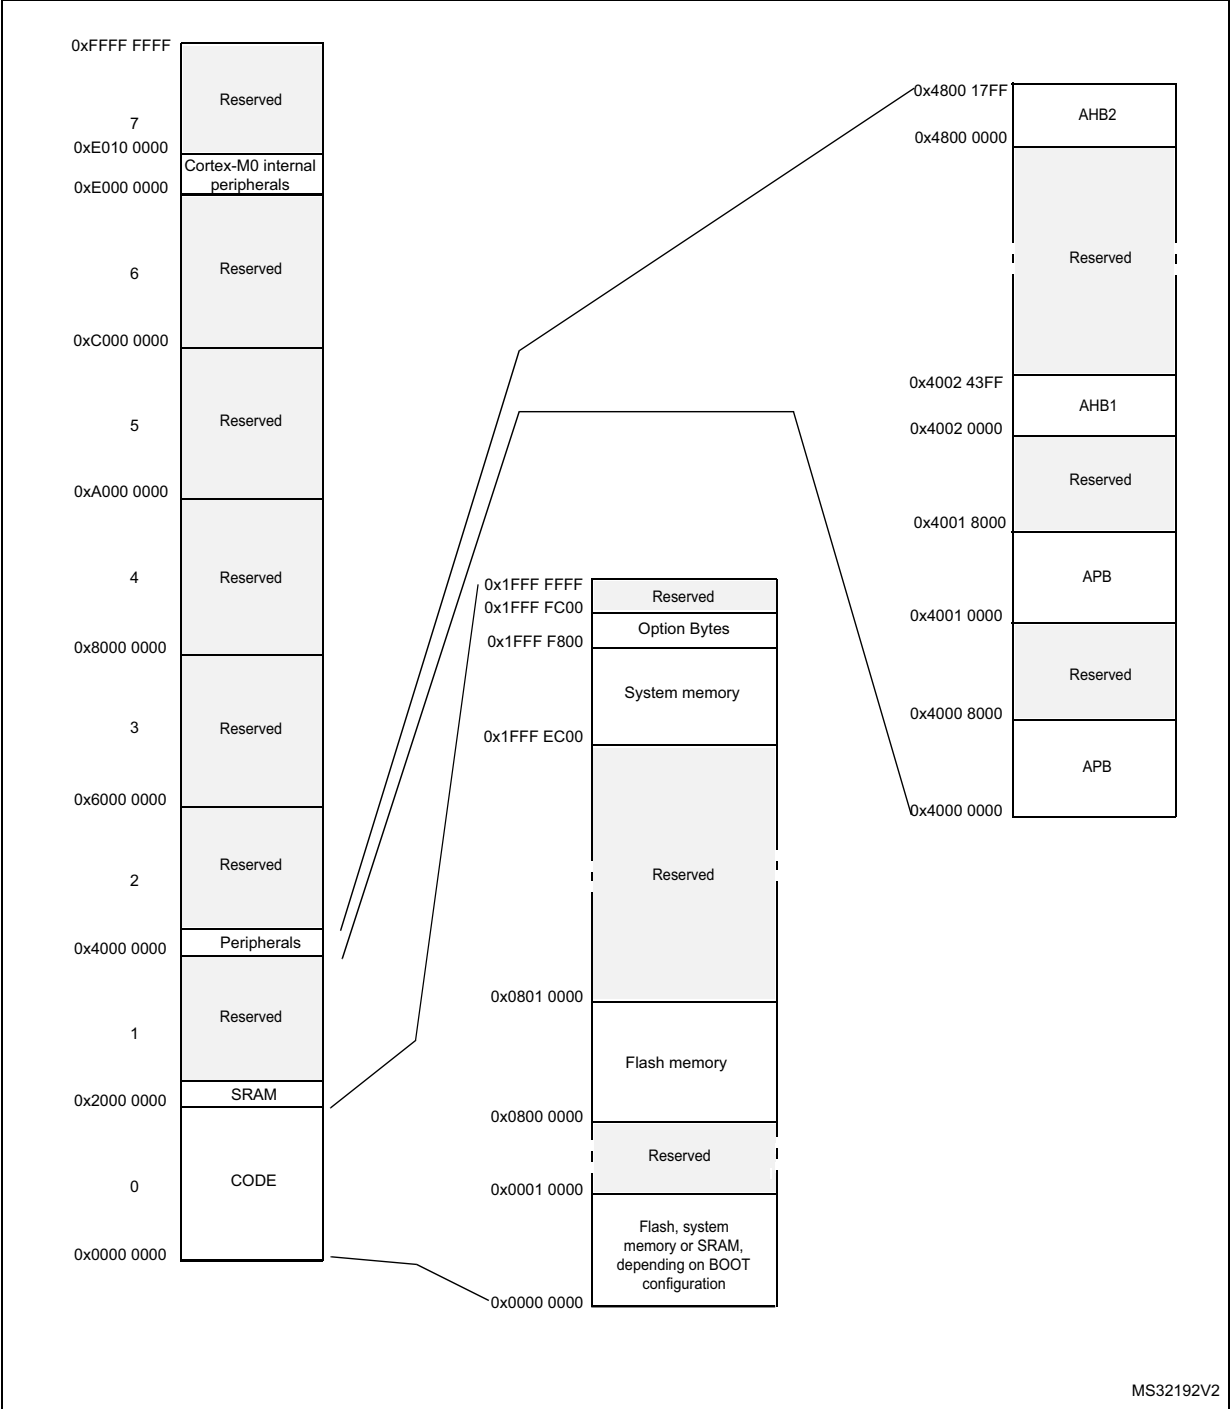 0xFFFF FFFF
Reserved
7
0xE010 0000
Cortex-M0 internal
peripherals
0xE000 0000
Reserved
6
0xC000 0000
Reserved
5
0xA000 0000
Reserved
4
0x8000 0000
Reserved
3
0x6000 0000
Reserved
2
Peripherals
0x4000 0000
Reserved
1
SRAM
0x2000 0000
CODE
0
0x0000 0000
0x1FFF FFFF
Reserved
0x1FFF FC00
Option Bytes
0x1FFF F800
System memory
0x1FFF EC00
Reserved
0x0801 0000
Flash memory
0x0800 0000
Reserved
0x0001 0000
Flash, system
memory or SRAM,
depending on BOOT
configuration
0x0000 0000
0x4800 17FF
AHB2
0x4800 0000
Reserved
0x4002 43FF
AHB1
0x4002 0000
Reserved
0x4001 8000
APB
0x4001 0000
Reserved
0x4000 8000
APB
0x4000 0000
MS32192V2